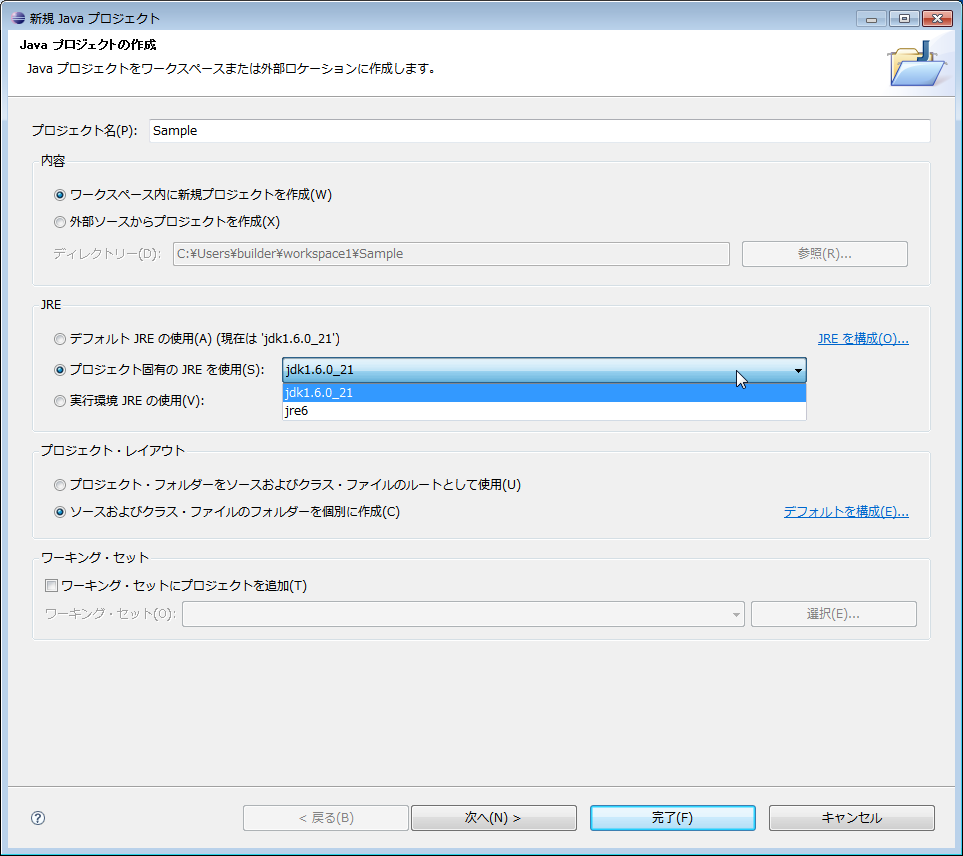 新規 Java プロジェクト
Java プロジェクトの作成
Java プロジェクトをワークスペースまたは外部ロケーションに作成します。
プロジェクト名(P): Sample
内容
ワークスペース内に新規プロジェクトを作成(W)
外部ソースからプロジェクトを作成(X)
ディレクトリー(D): C:¥Users¥builder¥workspace1¥Sample 参照(R)...
JRE
デフォルト JRE の使用(A) (現在は 'jdk1.6.0_21') JRE を構成(O)...
プロジェクト固有の JRE を使用(S): jdk1.6.0_21
jdk1.6.0_21
実行環境 JRE の使用(V):
jre6
プロジェクト・レイアウト
プロジェクト・フォルダーをソースおよびクラス・ファイルのルートとして使用(U)
ソースおよびクラス・ファイルのフォルダーを個別に作成(C) デフォルトを構成(E)...
ワーキング・セット
ワーキング・セットにプロジェクトを追加(T)
ワーキング・セット(O): 選択(E)...
?
< 戻る(B) 次へ(N) > 完了(F) キャンセル